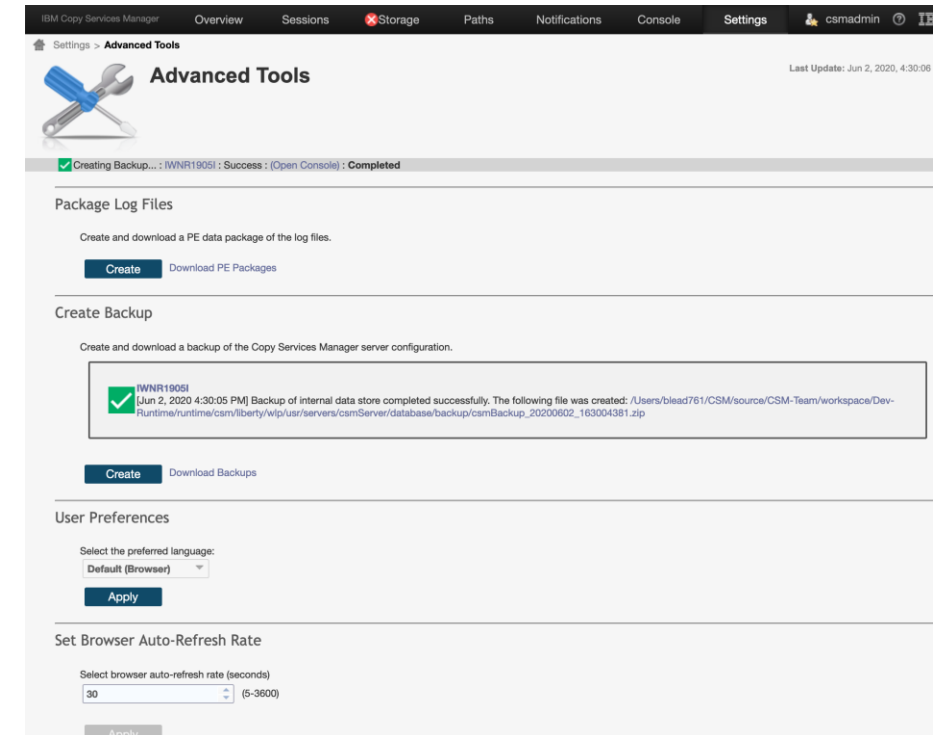 IBM Copy Services Manager Overview Sessions Storage Paths Notifications Console Settings csmadmin
Settings > Advanced Tools
Advanced Tools
Last Update: Jun 2, 2020, 4:30:06
Creating Backup... : IWNR1905I : Success : (Open Console) : Completed
Package Log Files
Create and download a PE data package of the log files.
Create Download PE Packages
Create Backup
Create and download a backup of the Copy Services Manager server configuration.
IWNR1905I
[Jun 2, 2020 4:30:05 PM] Backup of internal data store completed successfully. The following file was created: /Users/blead761/CSM/source/CSM-Team/workspace/Dev-
Runtime/runtime/csm/liberty/wlp/usr/servers/csmServer/database/backup/csmBackup_20200602_163004381.zip
Create Download Backups
User Preferences
Select the preferred language:
Default (Browser)
Apply
Set Browser Auto-Refresh Rate
Select browser auto-refresh rate (seconds)
30 (5-3600)
Apply